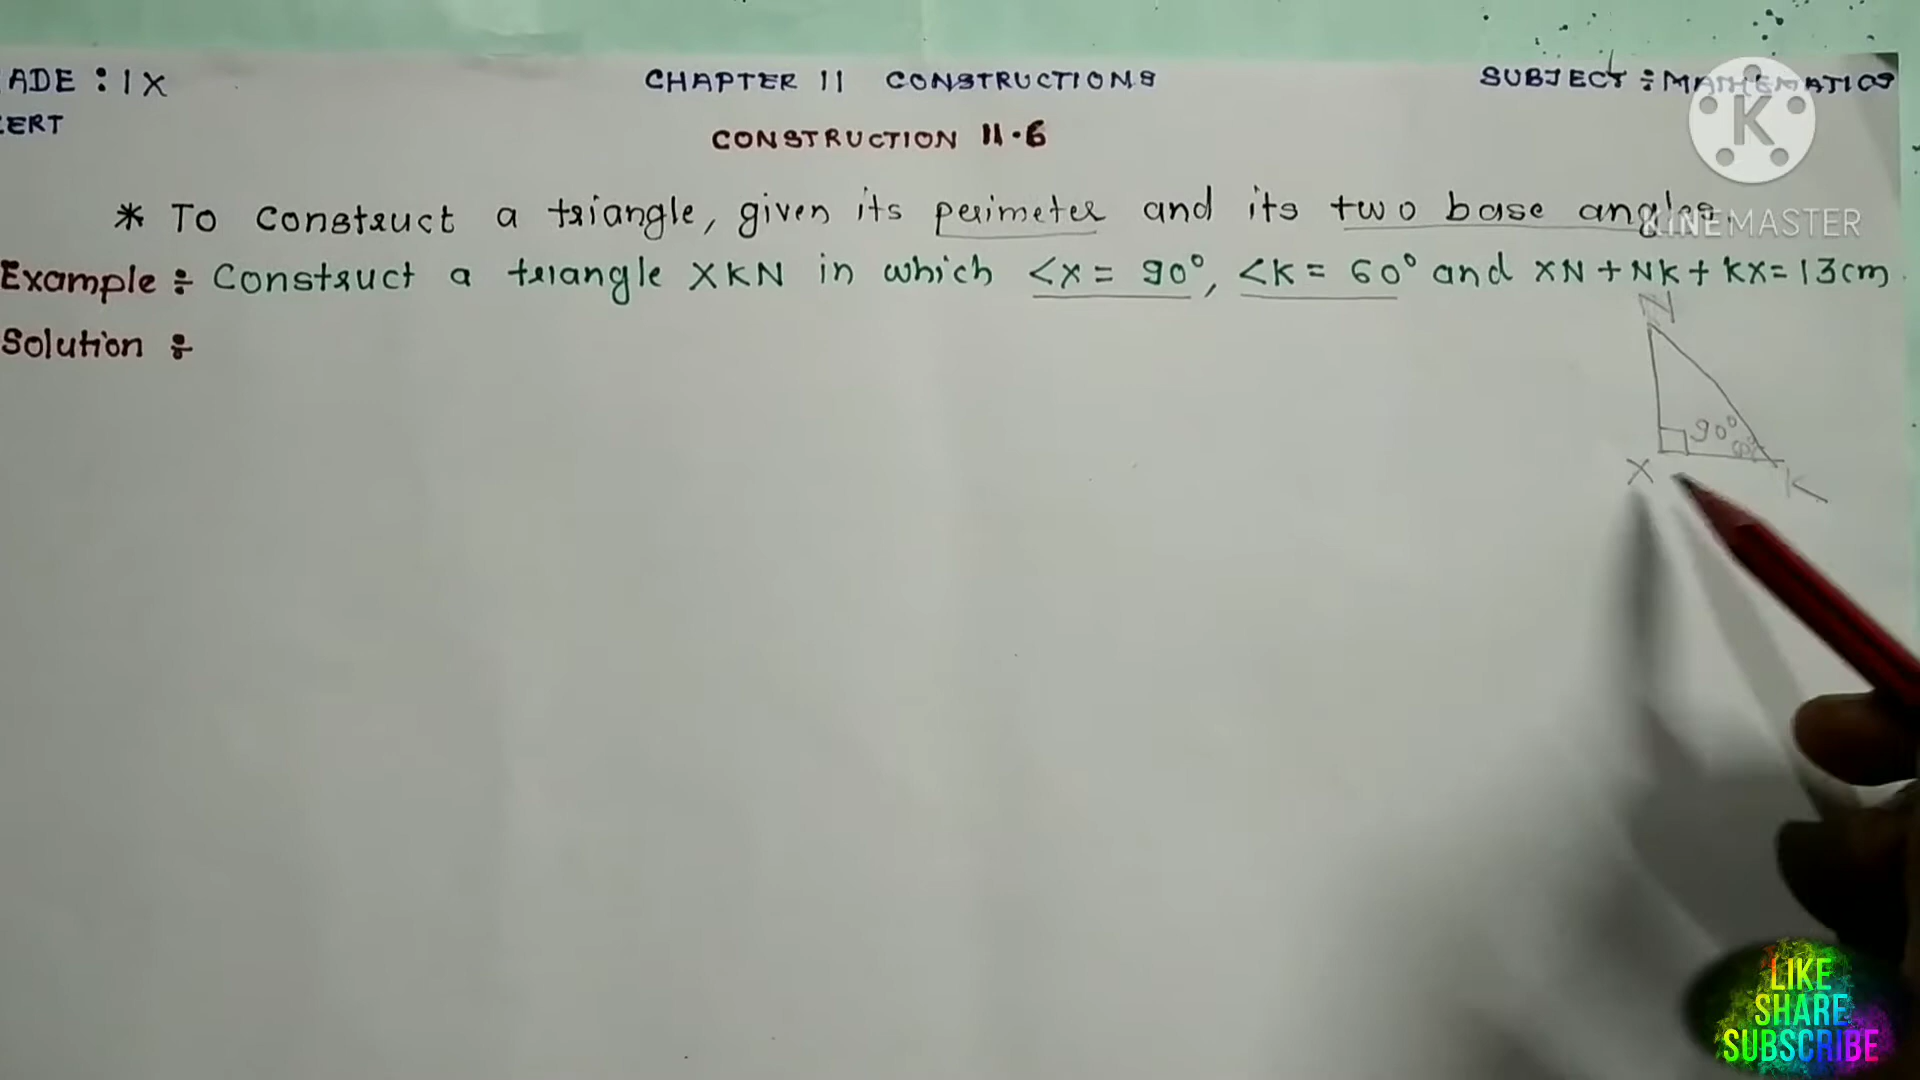 ADE : IX CHAPTER 11 CONSTRUCTIONS SUBJECT : MATHEMATICS
CERT
CONSTRUCTION 11.6
K
* To construct a triangle, given its perimeter and its two base angles.
KINEMASTER
Example : Construct a triangle XKN in which ∠X = 90°, ∠K = 60° and XN + NK + KX = 13cm
Solution :
N
90° 60°
X K
LIKE
SHARE
SUBSCRIBE